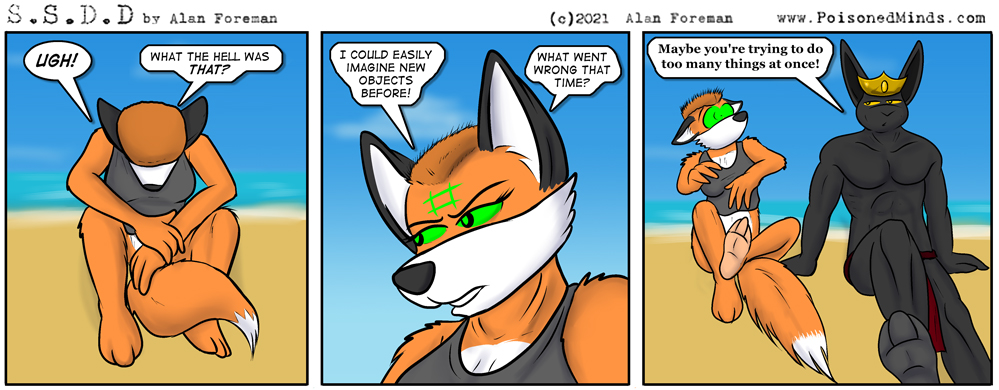 S.S.D.D by Alan Foreman (c)2021 Alan Foreman www.PoisonedMinds.com
UGH!
WHAT THE HELL WAS
THAT?
I COULD EASILY
IMAGINE NEW
OBJECTS
BEFORE!
WHAT WENT
WRONG THAT
TIME?
Maybe you're trying to do
too many things at once!